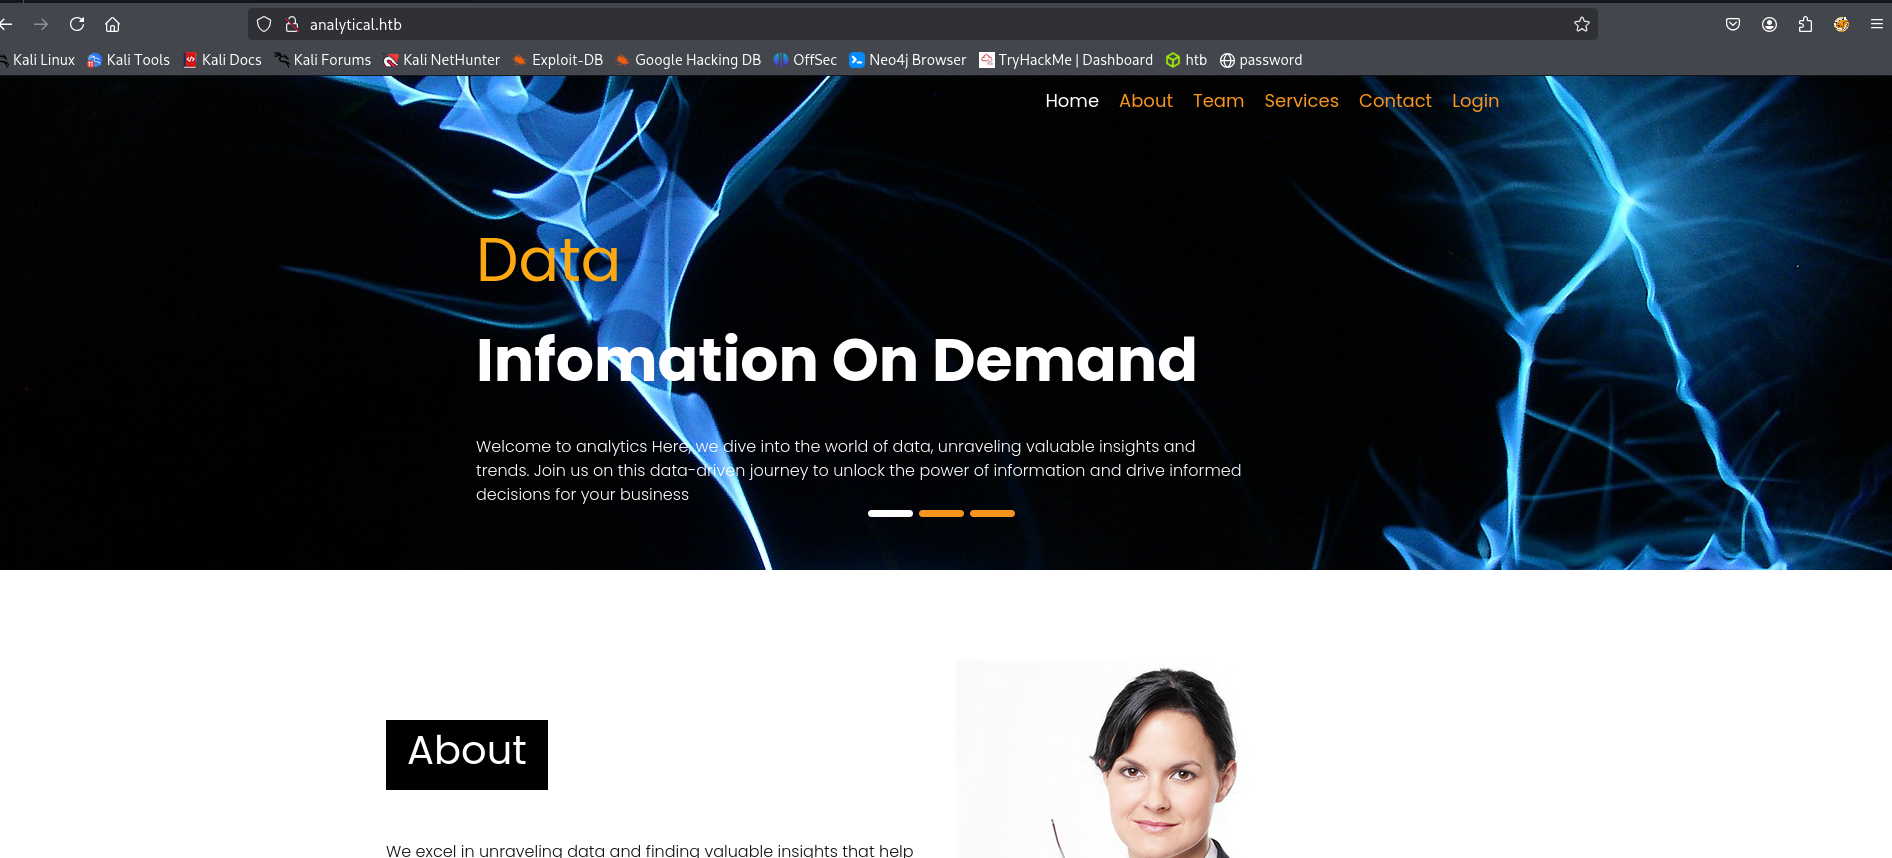 analytical.htb
Kali Linux Kali Tools Kali Docs Kali Forums Kali NetHunter Exploit-DB Google Hacking DB OffSec Neo4j Browser TryHackMe | Dashboard htb password
Home About Team Services Contact Login
Data
Infomation On Demand
Welcome to analytics Here, we dive into the world of data, unraveling valuable insights and
trends. Join us on this data-driven journey to unlock the power of information and drive informed
decisions for your business
About
We excel in unraveling data and finding valuable insights that help